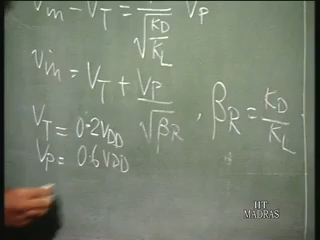 Vin - VT = 1/√(KD/KL) VP
Vin = VT + VP/√βR , βR = KD/KL
VT = 0.2VDD
VP = 0.6VDD
IIT
MADRAS